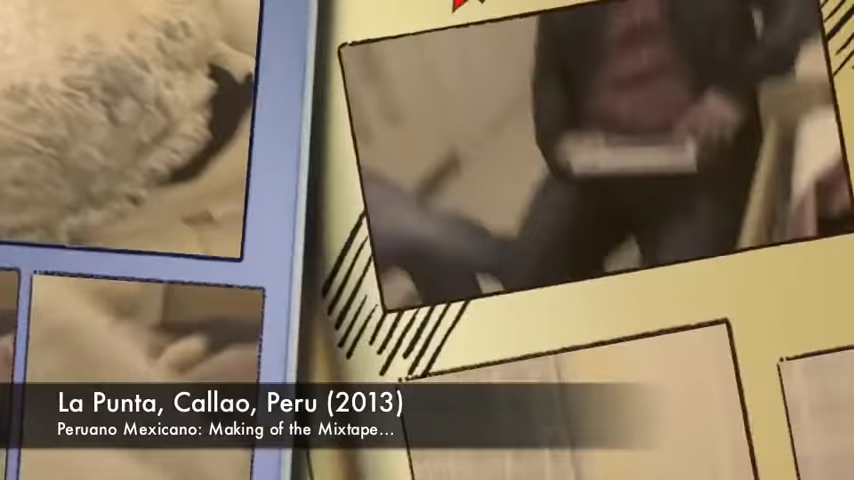 La Punta, Callao, Peru (2013)
Peruano Mexicano: Making of the Mixtape...